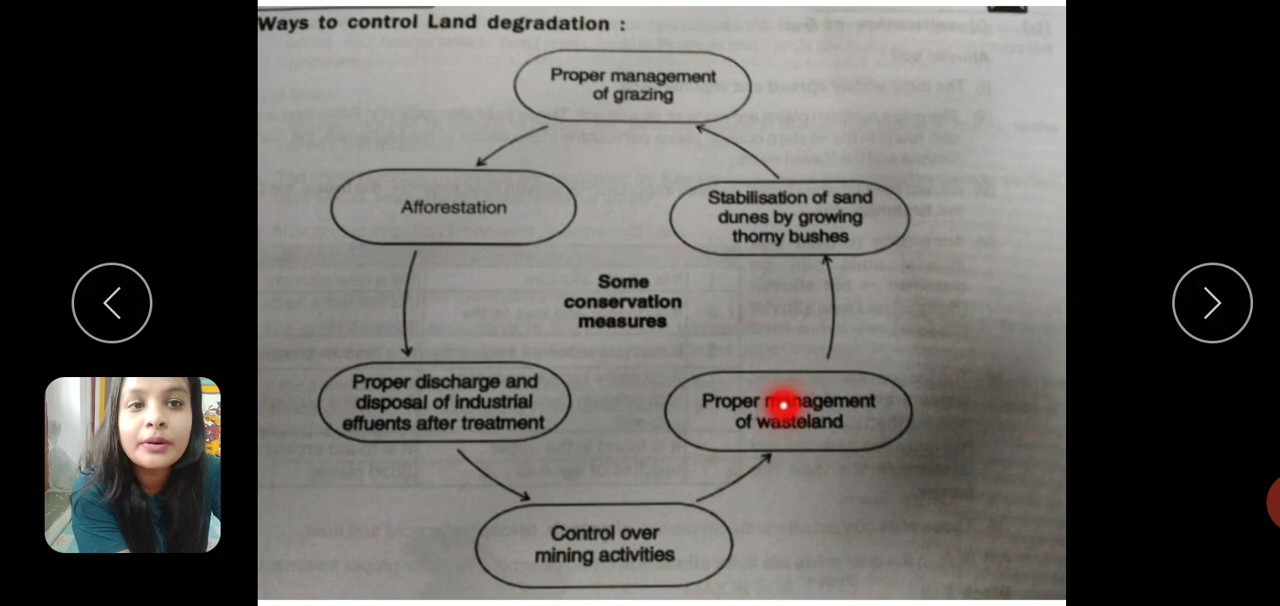 Ways to control Land degradation :
Proper management
of grazing
Afforestation
Stabilisation of sand
dunes by growing
thorny bushes
Some
conservation
measures
Proper discharge and
disposal of industrial
effuents after treatment
Proper management
of wasteland
Control over
mining activities